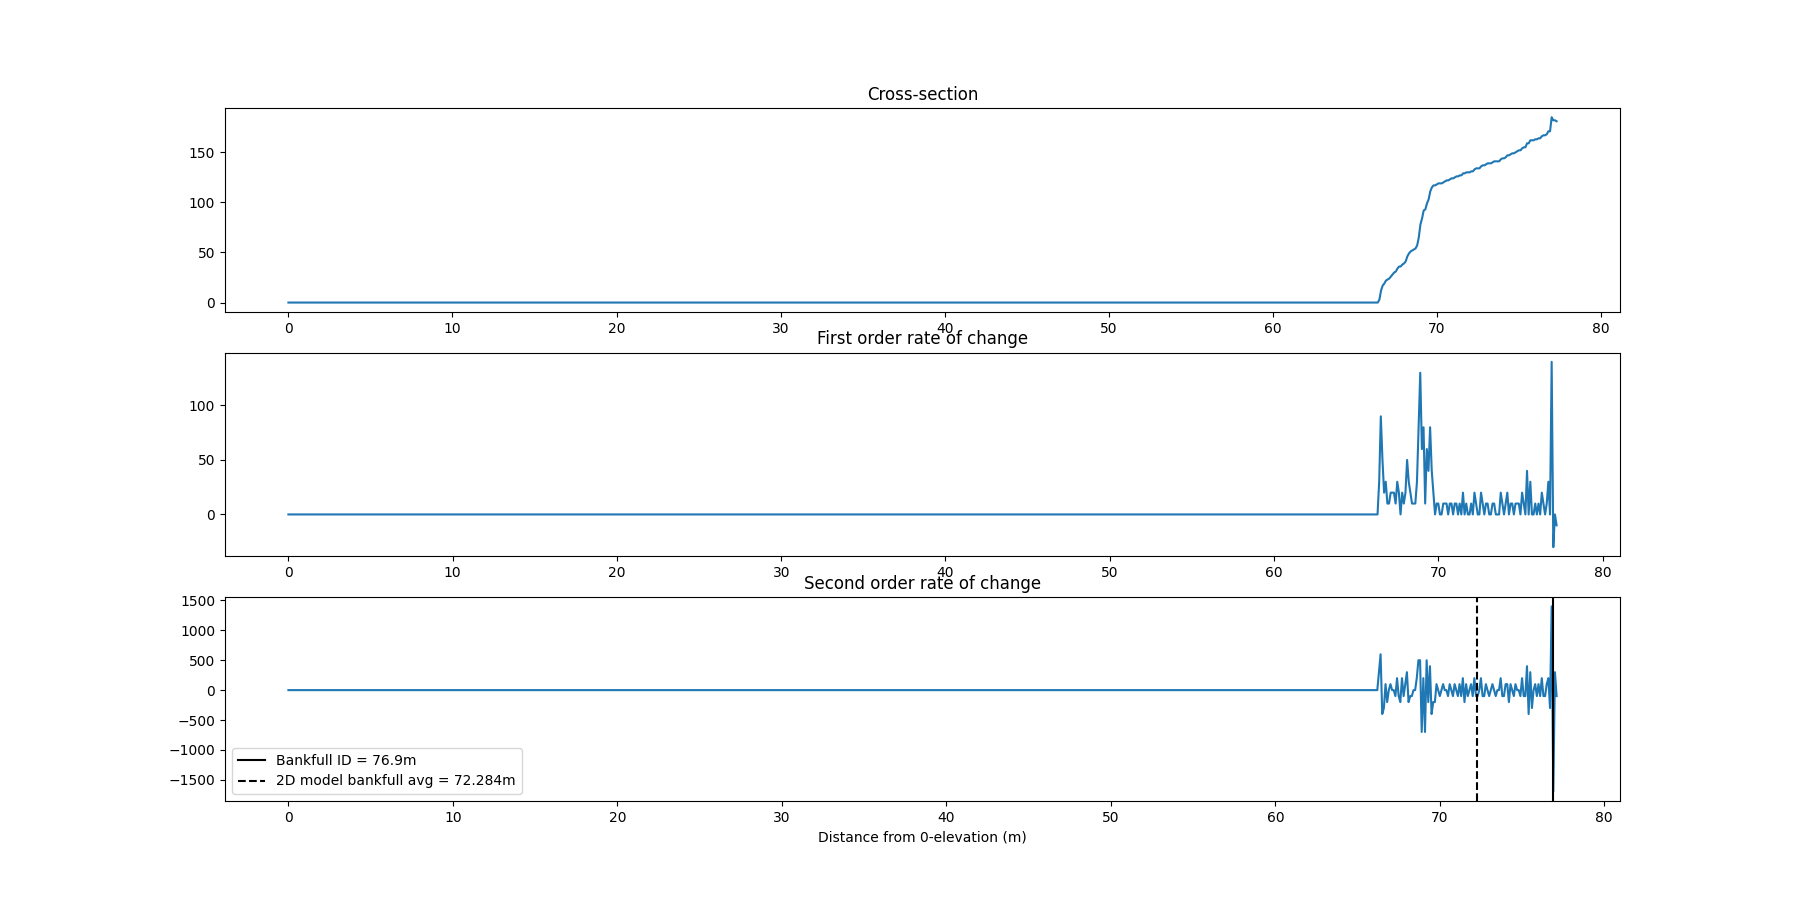 Cross-section
150
100
50
0
0 10 20 30 40 50 60 70 80
First order rate of change
100
50
0
0 10 20 30 40 50 60 70 80
Second order rate of change
1500
1000
500
0
−500
−1000
−1500
Bankfull ID = 76.9m
2D model bankfull avg = 72.284m
0 10 20 30 40 50 60 70 80
Distance from 0-elevation (m)